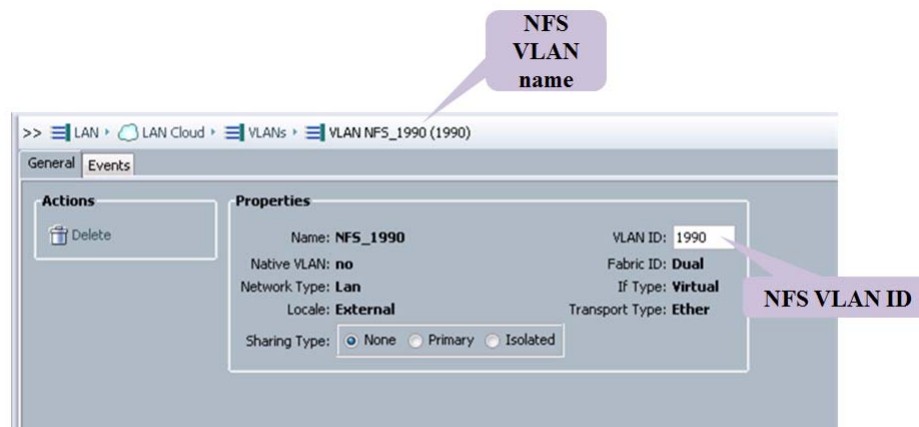 NFS
VLAN
name
>> LAN LAN Cloud VLANs VLAN NFS_1990 (1990)
General Events
Actions
Delete
Properties
Name: NFS_1990
VLAN ID: 1990
Native VLAN: no
Fabric ID: Dual
Network Type: Lan
If Type: Virtual
Locale: External
Transport Type: Ether
Sharing Type: None Primary Isolated
NFS VLAN ID